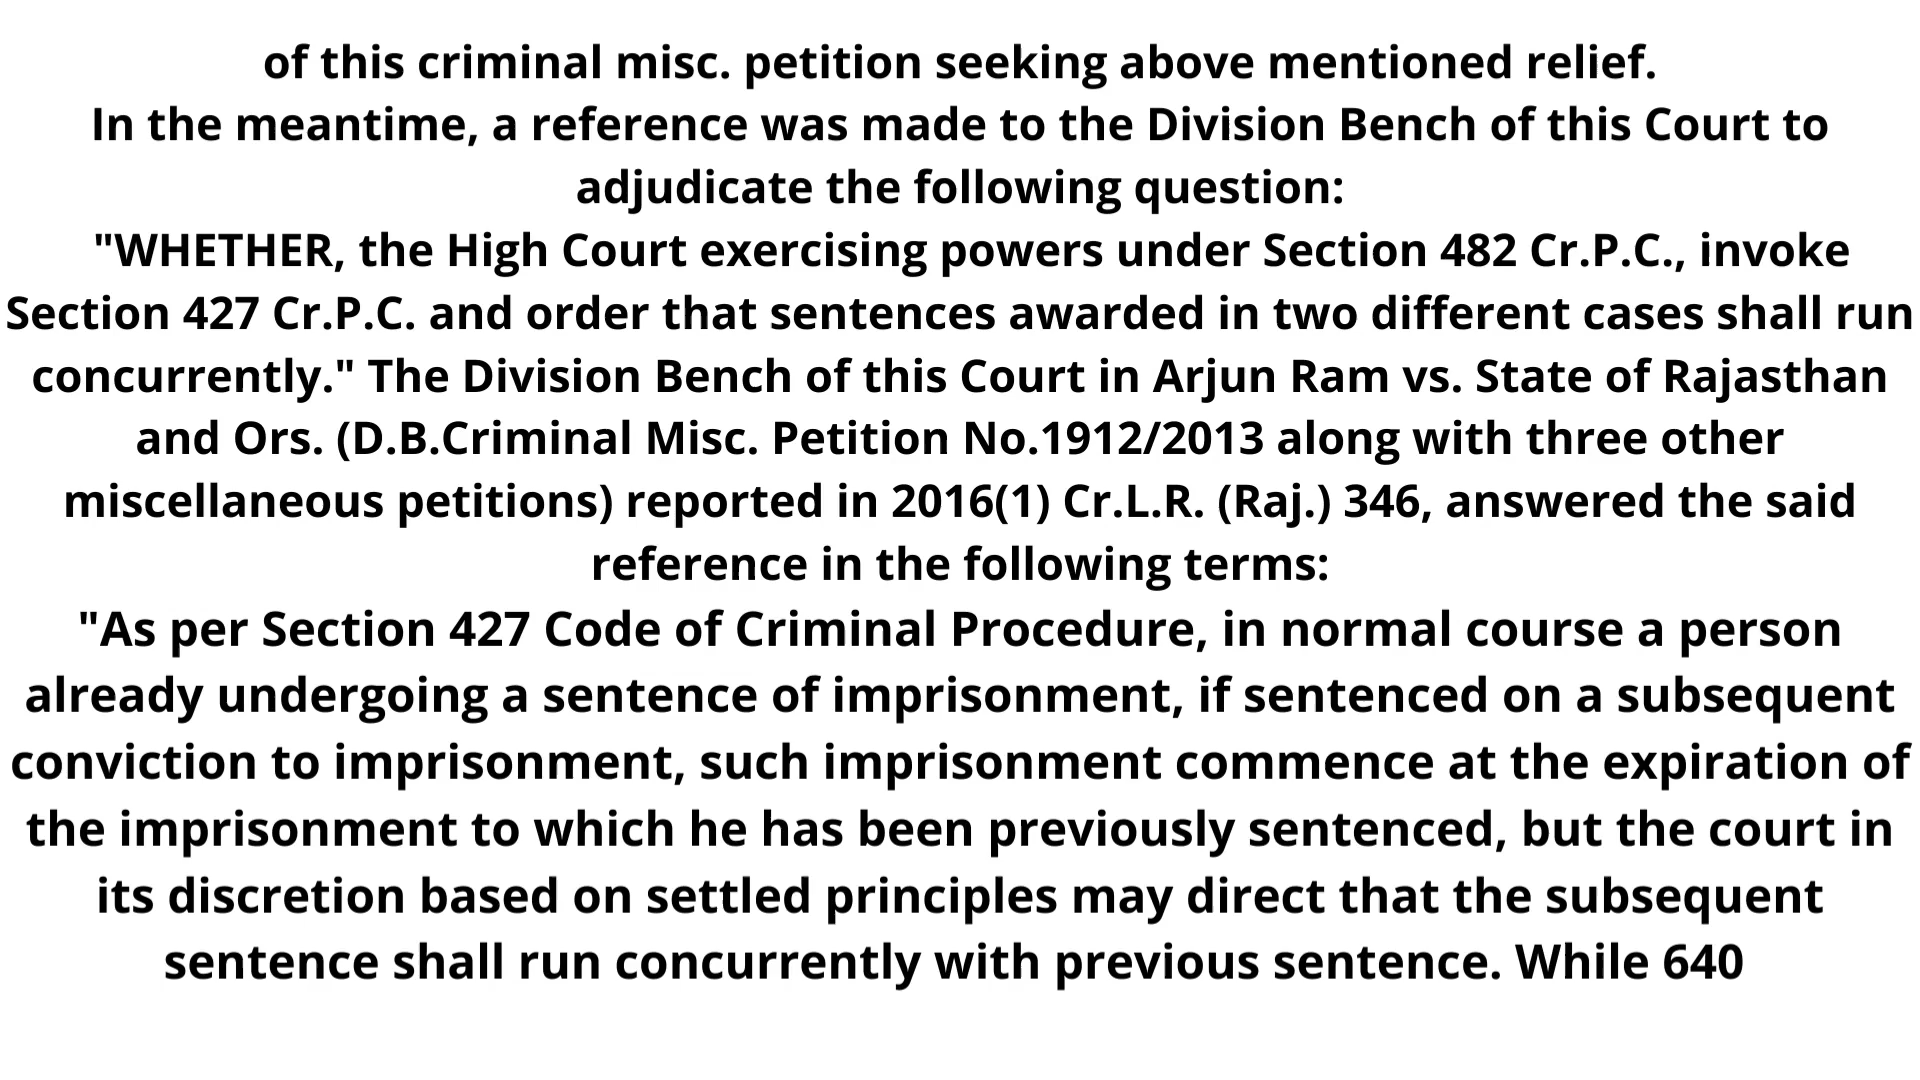 of this criminal misc. petition seeking above mentioned relief.
In the meantime, a reference was made to the Division Bench of this Court to
adjudicate the following question:
"WHETHER, the High Court exercising powers under Section 482 Cr.P.C., invoke
Section 427 Cr.P.C. and order that sentences awarded in two different cases shall run
concurrently." The Division Bench of this Court in Arjun Ram vs. State of Rajasthan
and Ors. (D.B.Criminal Misc. Petition No.1912/2013 along with three other
miscellaneous petitions) reported in 2016(1) Cr.L.R. (Raj.) 346, answered the said
reference in the following terms:
"As per Section 427 Code of Criminal Procedure, in normal course a person
already undergoing a sentence of imprisonment, if sentenced on a subsequent
conviction to imprisonment, such imprisonment commence at the expiration of
the imprisonment to which he has been previously sentenced, but the court in
its discretion based on settled principles may direct that the subsequent
sentence shall run concurrently with previous sentence. While 640